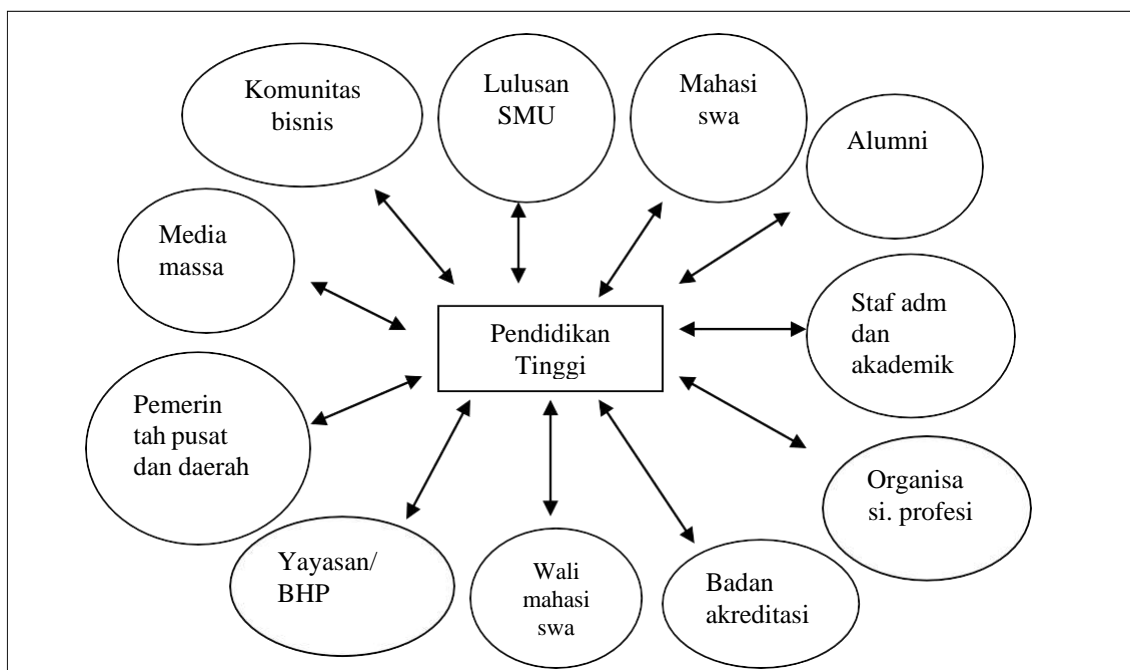 Komunitas
bisnis
Lulusan
SMU
Mahasi
swa
Alumni
Media
massa
Pendidikan
Tinggi
Staf adm
dan
akademik
Pemerin
tah pusat
dan daerah
Organisa
si. profesi
Yayasan/
BHP
Wali
mahasi
swa
Badan
akreditasi